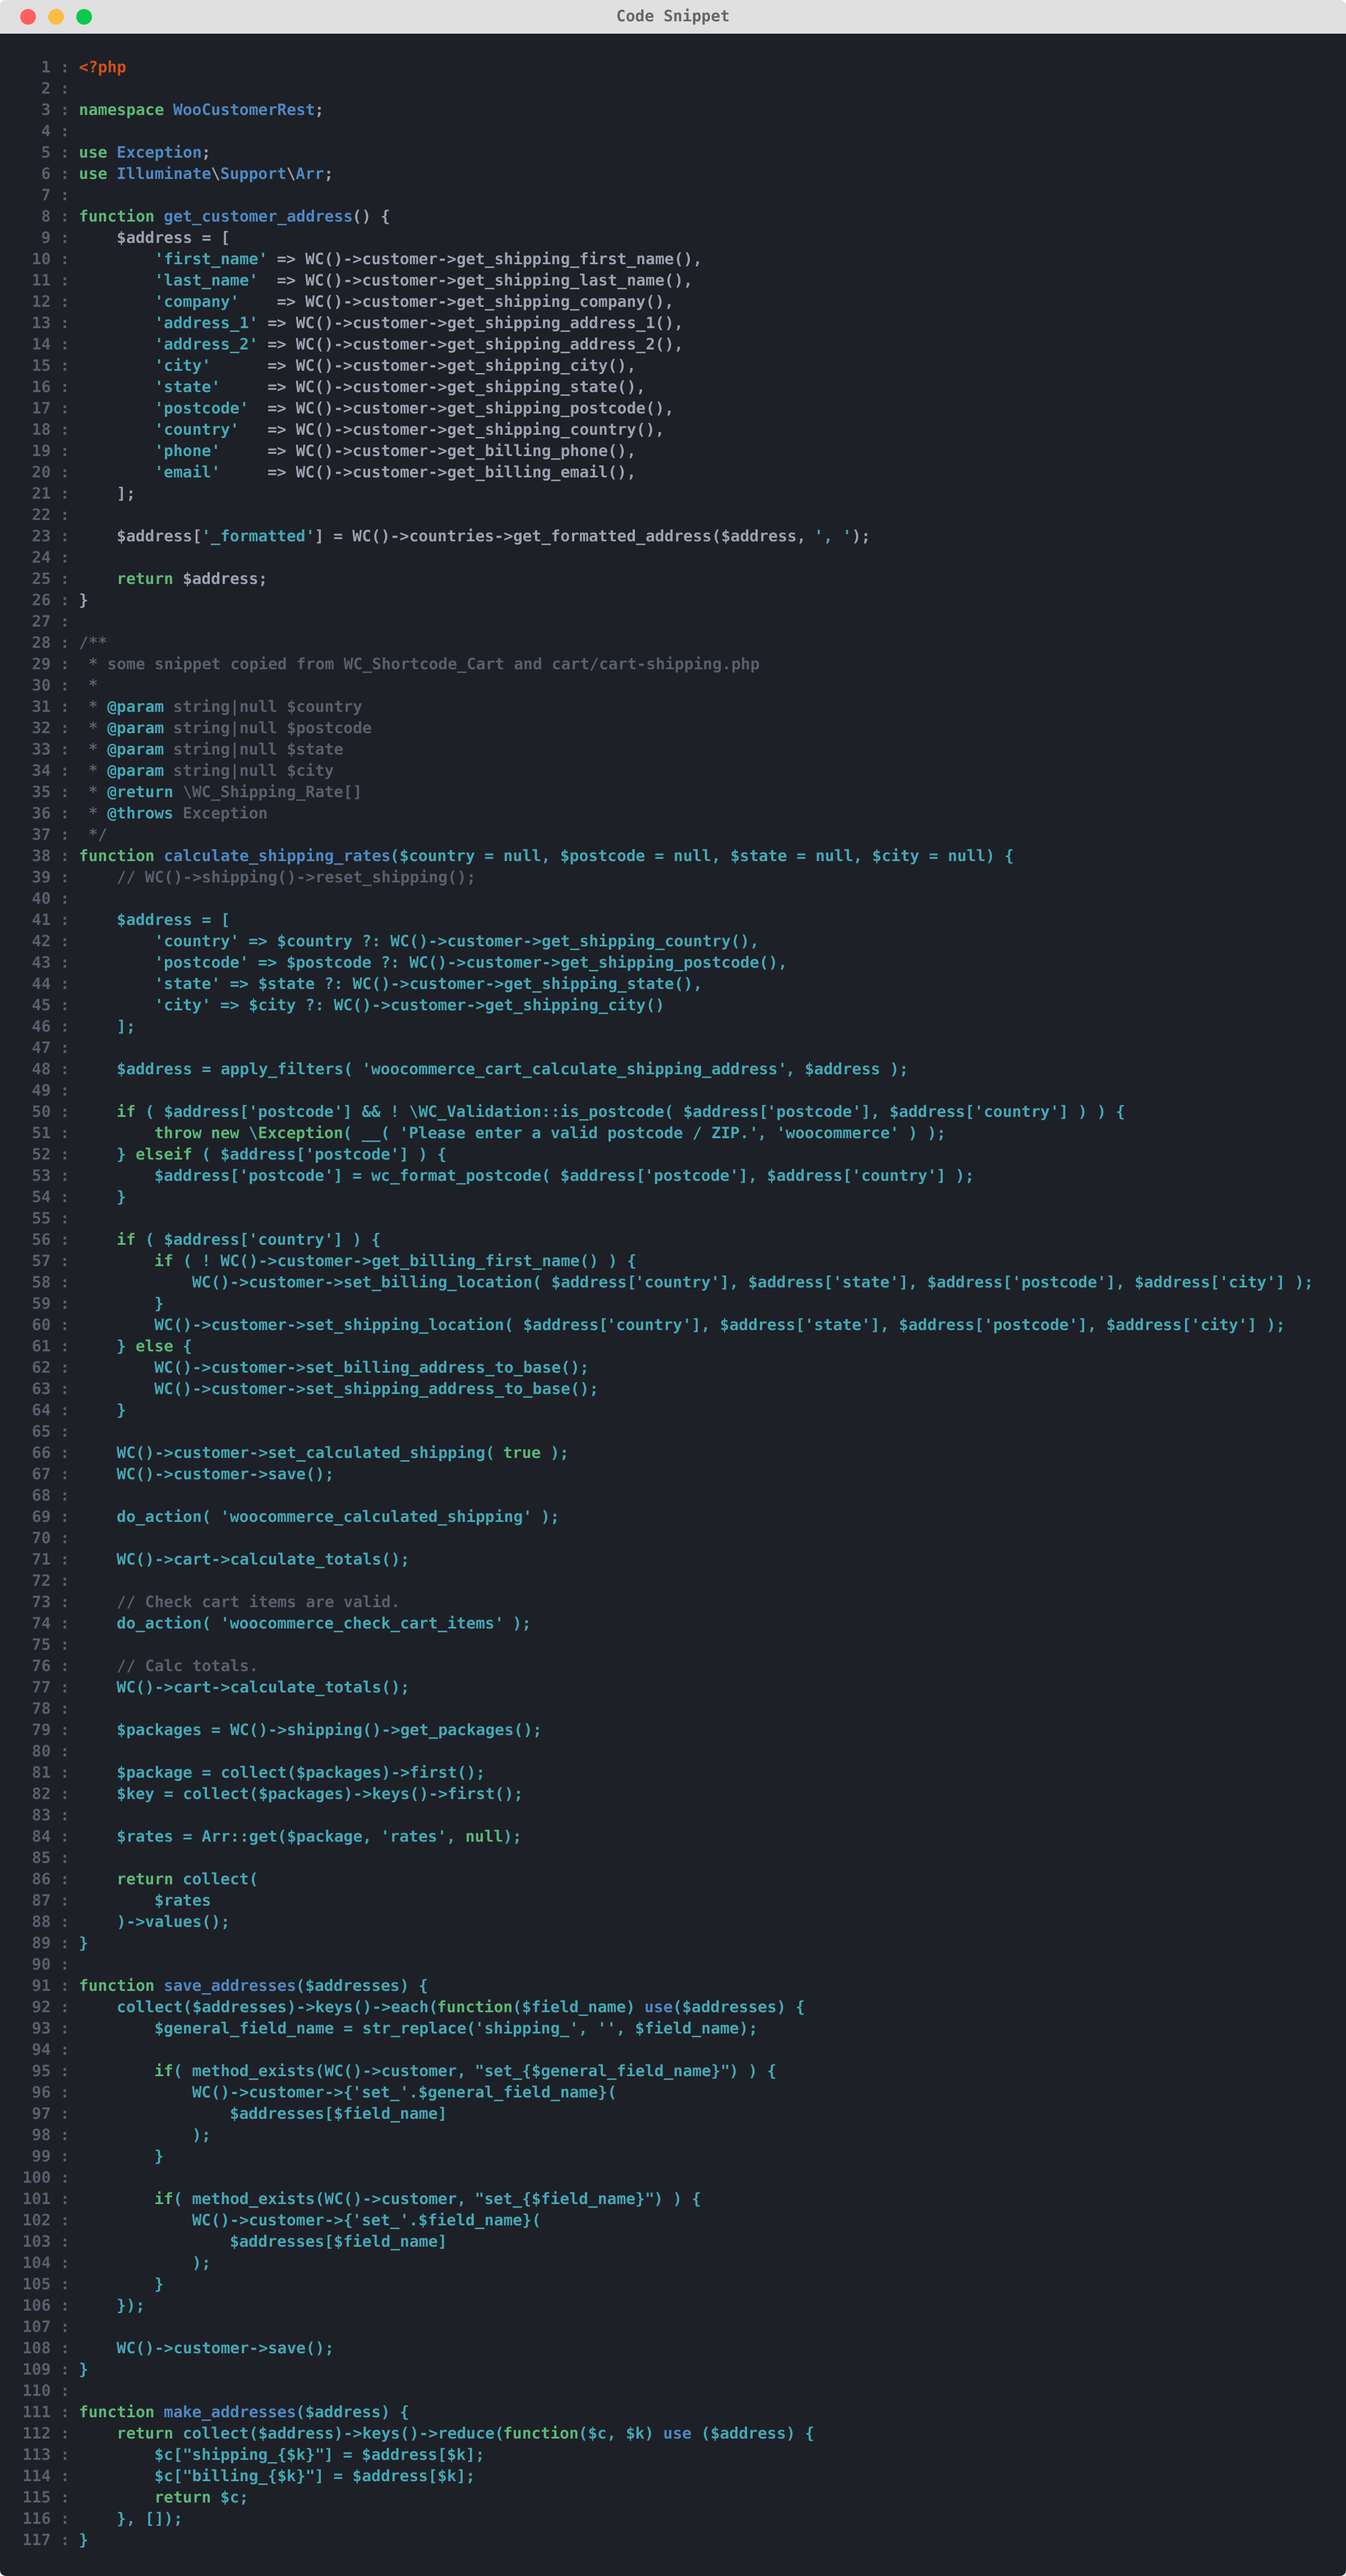 Code Snippet
1 : <?php
2 :
3 : namespace WooCustomerRest;
4 :
5 : use Exception;
6 : use Illuminate\Support\Arr;
7 :
8 : function get_customer_address() {
9 :     $address = [
10 :         'first_name' => WC()->customer->get_shipping_first_name(),
11 :         'last_name'  => WC()->customer->get_shipping_last_name(),
12 :         'company'    => WC()->customer->get_shipping_company(),
13 :         'address_1' => WC()->customer->get_shipping_address_1(),
14 :         'address_2' => WC()->customer->get_shipping_address_2(),
15 :         'city'      => WC()->customer->get_shipping_city(),
16 :         'state'     => WC()->customer->get_shipping_state(),
17 :         'postcode'  => WC()->customer->get_shipping_postcode(),
18 :         'country'   => WC()->customer->get_shipping_country(),
19 :         'phone'     => WC()->customer->get_billing_phone(),
20 :         'email'     => WC()->customer->get_billing_email(),
21 :     ];
22 :
23 :     $address['_formatted'] = WC()->countries->get_formatted_address($address, ', ');
24 :
25 :     return $address;
26 : }
27 :
28 : /**
29 :  * some snippet copied from WC_Shortcode_Cart and cart/cart-shipping.php
30 :  *
31 :  * @param string|null $country
32 :  * @param string|null $postcode
33 :  * @param string|null $state
34 :  * @param string|null $city
35 :  * @return \WC_Shipping_Rate[]
36 :  * @throws Exception
37 :  */
38 : function calculate_shipping_rates($country = null, $postcode = null, $state = null, $city = null) {
39 :     // WC()->shipping()->reset_shipping();
40 :
41 :     $address = [
42 :         'country' => $country ?: WC()->customer->get_shipping_country(),
43 :         'postcode' => $postcode ?: WC()->customer->get_shipping_postcode(),
44 :         'state' => $state ?: WC()->customer->get_shipping_state(),
45 :         'city' => $city ?: WC()->customer->get_shipping_city()
46 :     ];
47 :
48 :     $address = apply_filters( 'woocommerce_cart_calculate_shipping_address', $address );
49 :
50 :     if ( $address['postcode'] && ! \WC_Validation::is_postcode( $address['postcode'], $address['country'] ) ) {
51 :         throw new \Exception( __( 'Please enter a valid postcode / ZIP.', 'woocommerce' ) );
52 :     } elseif ( $address['postcode'] ) {
53 :         $address['postcode'] = wc_format_postcode( $address['postcode'], $address['country'] );
54 :     }
55 :
56 :     if ( $address['country'] ) {
57 :         if ( ! WC()->customer->get_billing_first_name() ) {
58 :             WC()->customer->set_billing_location( $address['country'], $address['state'], $address['postcode'], $address['city'] );
59 :         }
60 :         WC()->customer->set_shipping_location( $address['country'], $address['state'], $address['postcode'], $address['city'] );
61 :     } else {
62 :         WC()->customer->set_billing_address_to_base();
63 :         WC()->customer->set_shipping_address_to_base();
64 :     }
65 :
66 :     WC()->customer->set_calculated_shipping( true );
67 :     WC()->customer->save();
68 :
69 :     do_action( 'woocommerce_calculated_shipping' );
70 :
71 :     WC()->cart->calculate_totals();
72 :
73 :     // Check cart items are valid.
74 :     do_action( 'woocommerce_check_cart_items' );
75 :
76 :     // Calc totals.
77 :     WC()->cart->calculate_totals();
78 :
79 :     $packages = WC()->shipping()->get_packages();
80 :
81 :     $package = collect($packages)->first();
82 :     $key = collect($packages)->keys()->first();
83 :
84 :     $rates = Arr::get($package, 'rates', null);
85 :
86 :     return collect(
87 :         $rates
88 :     )->values();
89 : }
90 :
91 : function save_addresses($addresses) {
92 :     collect($addresses)->keys()->each(function($field_name) use($addresses) {
93 :         $general_field_name = str_replace('shipping_', '', $field_name);
94 :
95 :         if( method_exists(WC()->customer, "set_{$general_field_name}") ) {
96 :             WC()->customer->{'set_'.$general_field_name}(
97 :                 $addresses[$field_name]
98 :             );
99 :         }
100 :
101 :         if( method_exists(WC()->customer, "set_{$field_name}") ) {
102 :             WC()->customer->{'set_'.$field_name}(
103 :                 $addresses[$field_name]
104 :             );
105 :         }
106 :     });
107 :
108 :     WC()->customer->save();
109 : }
110 :
111 : function make_addresses($address) {
112 :     return collect($address)->keys()->reduce(function($c, $k) use ($address) {
113 :         $c["shipping_{$k}"] = $address[$k];
114 :         $c["billing_{$k}"] = $address[$k];
115 :         return $c;
116 :     }, []);
117 : }